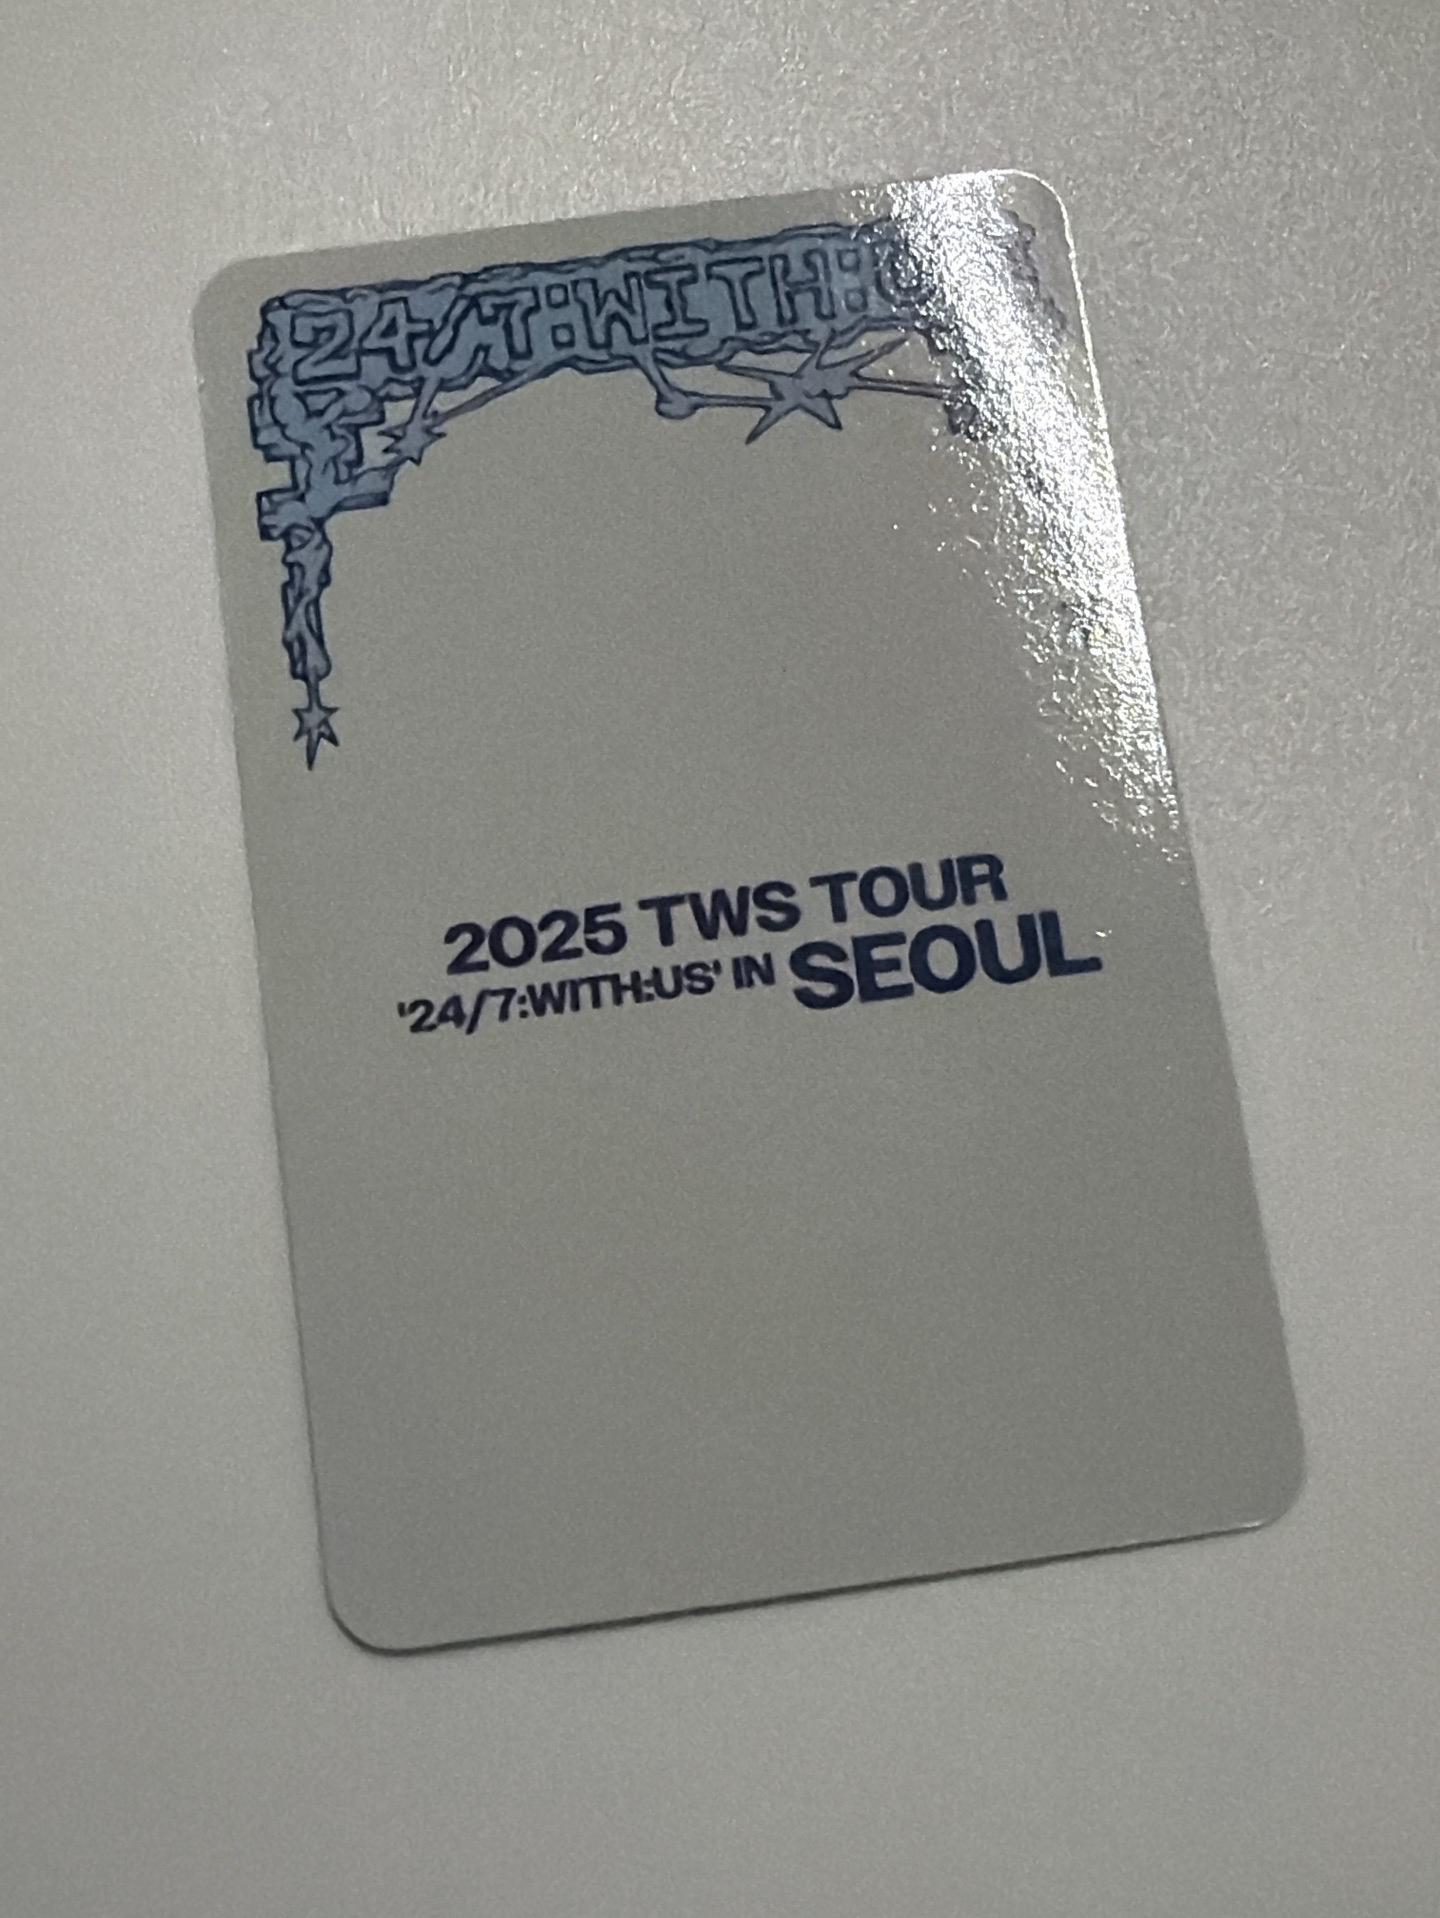 24/7:WITH:
2025 TWS TOUR
'24/7:WITH:US' IN SEOUL